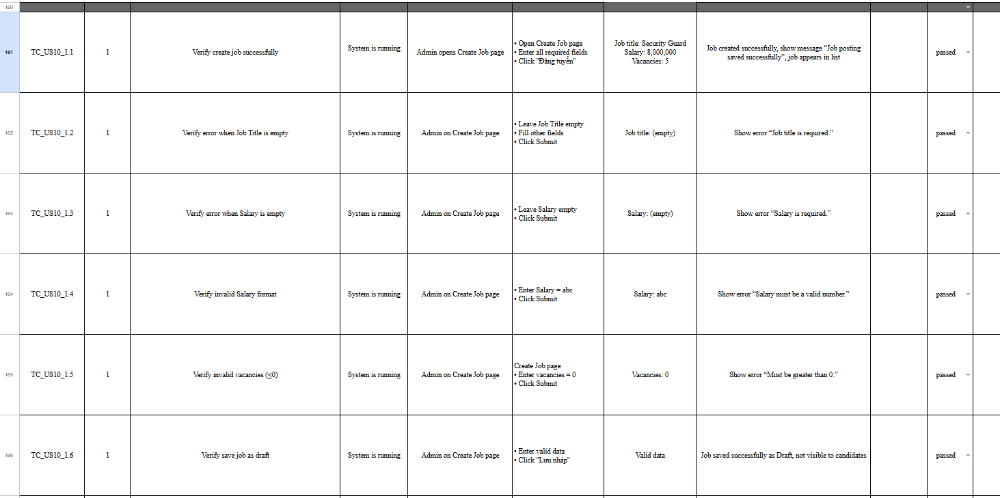 160
161
TC_US10_1.1
1
Verify create job successfully
System is running
Admin opens Create Job page
• Open Create Job page
• Enter all required fields
• Click "Đăng tuyển"
Job title: Security Guard
Salary: 8,000,000
Vacancies: 5
Job created successfully, show message “Job posting
saved successfully”, job appears in list
passed
162
TC_US10_1.2
1
Verify error when Job Title is empty
System is running
Admin on Create Job page
• Leave Job Title empty
• Fill other fields
• Click Submit
Job title: (empty)
Show error “Job title is required.”
passed
163
TC_US10_1.3
1
Verify error when Salary is empty
System is running
Admin on Create Job page
• Leave Salary empty
• Click Submit
Salary: (empty)
Show error “Salary is required.”
passed
164
TC_US10_1.4
1
Verify invalid Salary format
System is running
Admin on Create Job page
• Enter Salary = abc
• Click Submit
Salary: abc
Show error “Salary must be a valid number.”
passed
165
TC_US10_1.5
1
Verify invalid vacancies (≤0)
System is running
Admin on Create Job page
Create Job page
• Enter vacancies = 0
• Click Submit
Vacancies: 0
Show error “Must be greater than 0.”
passed
166
TC_US10_1.6
1
Verify save job as draft
System is running
Admin on Create Job page
• Enter valid data
• Click "Lưu nháp"
Valid data
Job saved successfully as Draft, not visible to candidates
passed